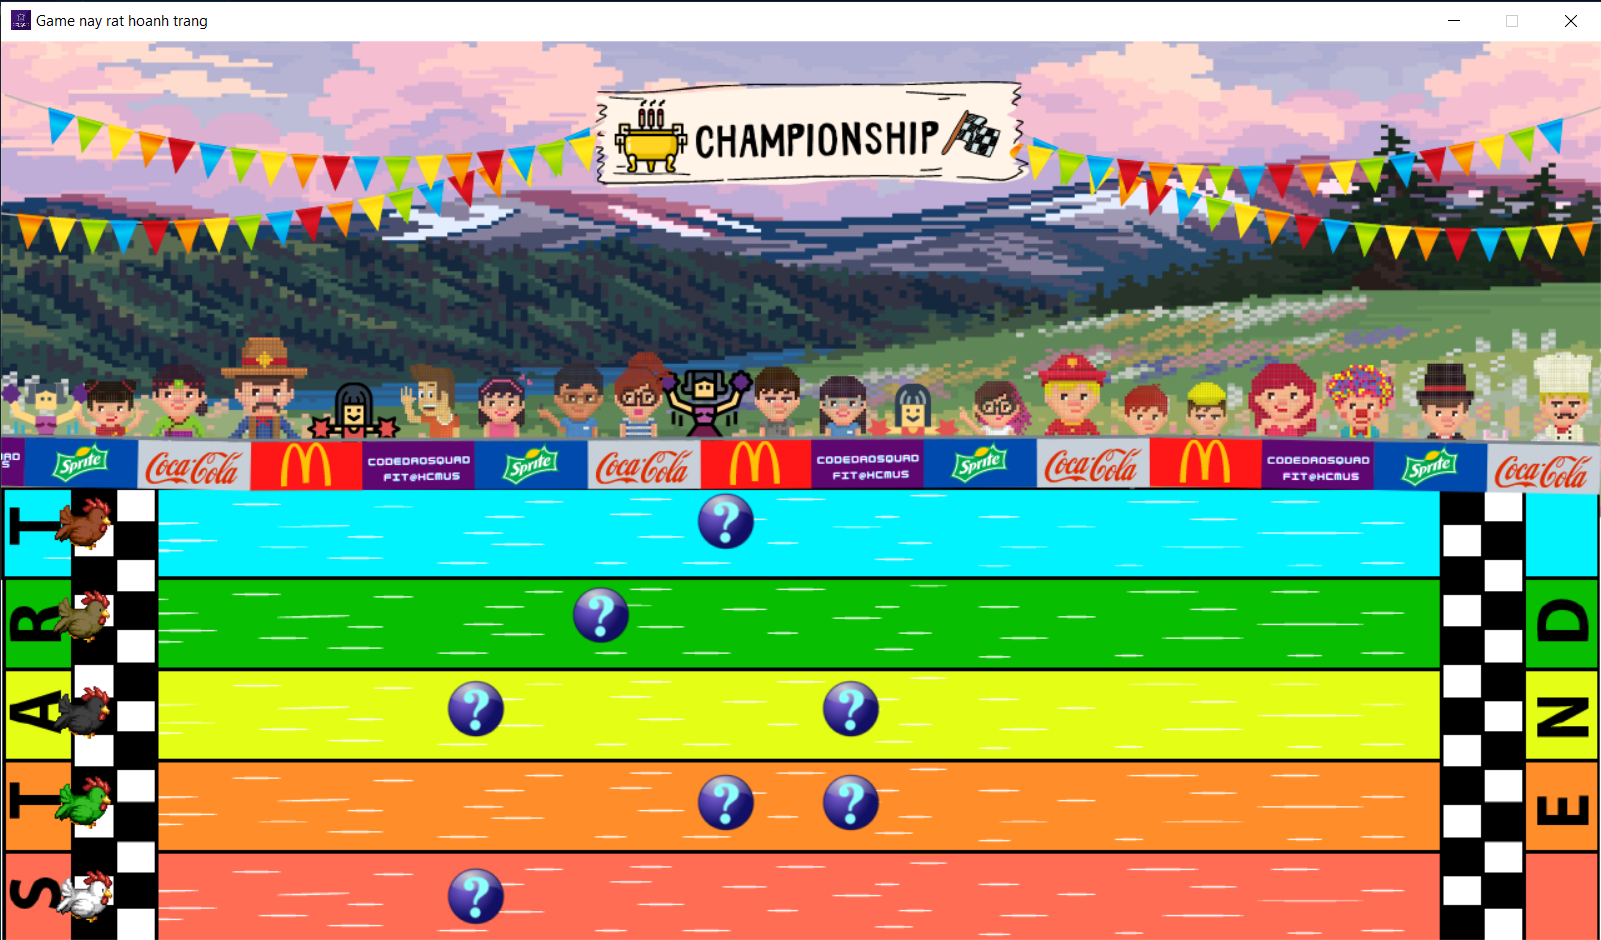 Game nay rat hoanh trang
CHAMPIONSHIP
Sprite
Coca-Cola
CODEDAOSQUAD
FIT@HCMUS
Sprite
Coca-Cola
CODEDAOSQUAD
FIT@HCMUS
Sprite
Coca-Cola
CODEDAOSQUAD
FIT@HCMUS
Sprite
Coca-Cola
START
?
?
?
?
?
?
?
END